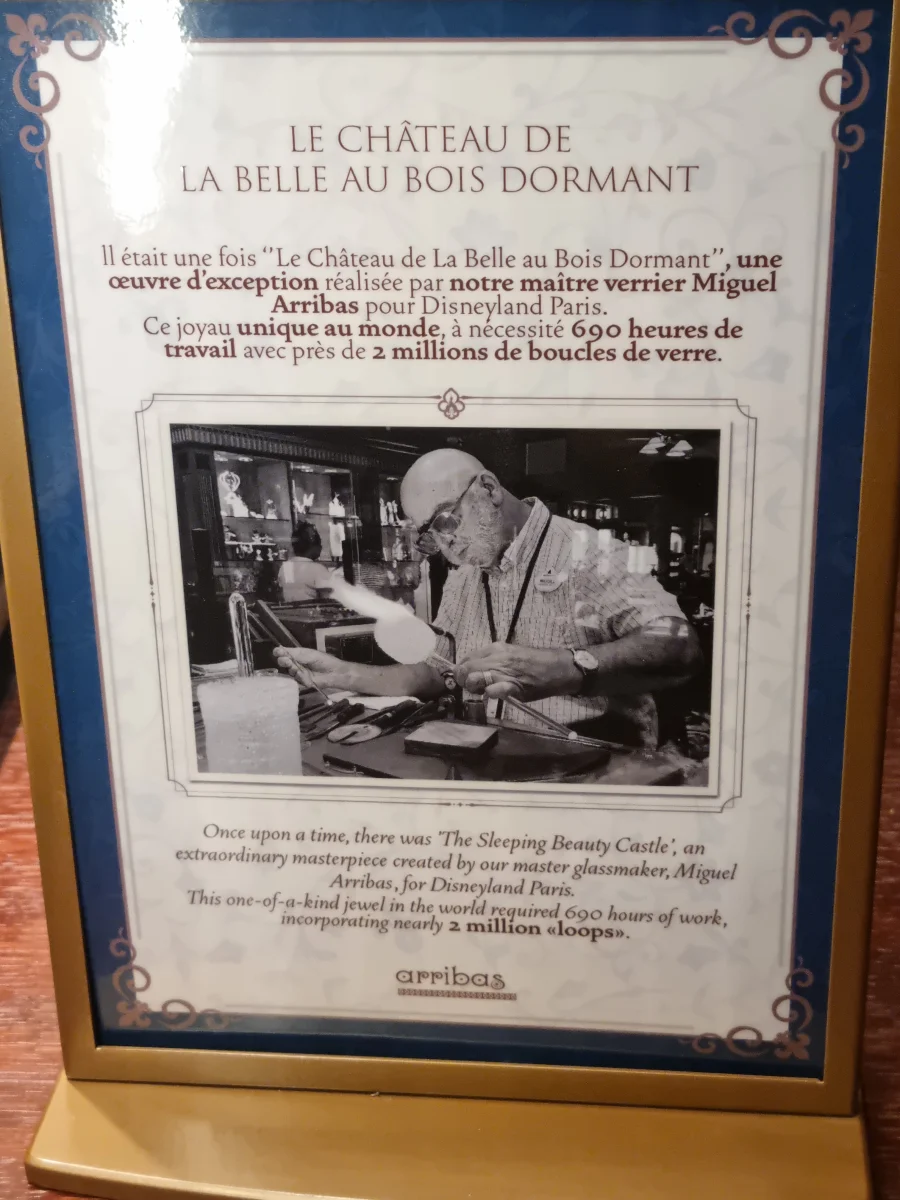 LE CHÂTEAU DE
LA BELLE AU BOIS DORMANT
Il était une fois ‘’Le Château de La Belle au Bois Dormant’’, une
œuvre d’exception réalisée par notre maître verrier Miguel
Arribas pour Disneyland Paris.
Ce joyau unique au monde, à nécessité 690 heures de
travail avec près de 2 millions de boucles de verre.
Once upon a time, there was 'The Sleeping Beauty Castle', an
extraordinary masterpiece created by our master glassmaker, Miguel
Arribas, for Disneyland Paris.
This one-of-a-kind jewel in the world required 690 hours of work,
incorporating nearly 2 million «loops».
arribas